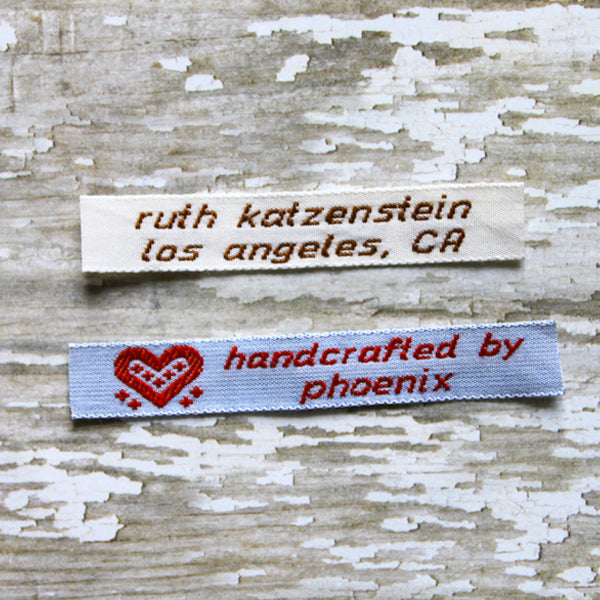 ruth katzenstein
los angeles, CA
handcrafted by
phoenix